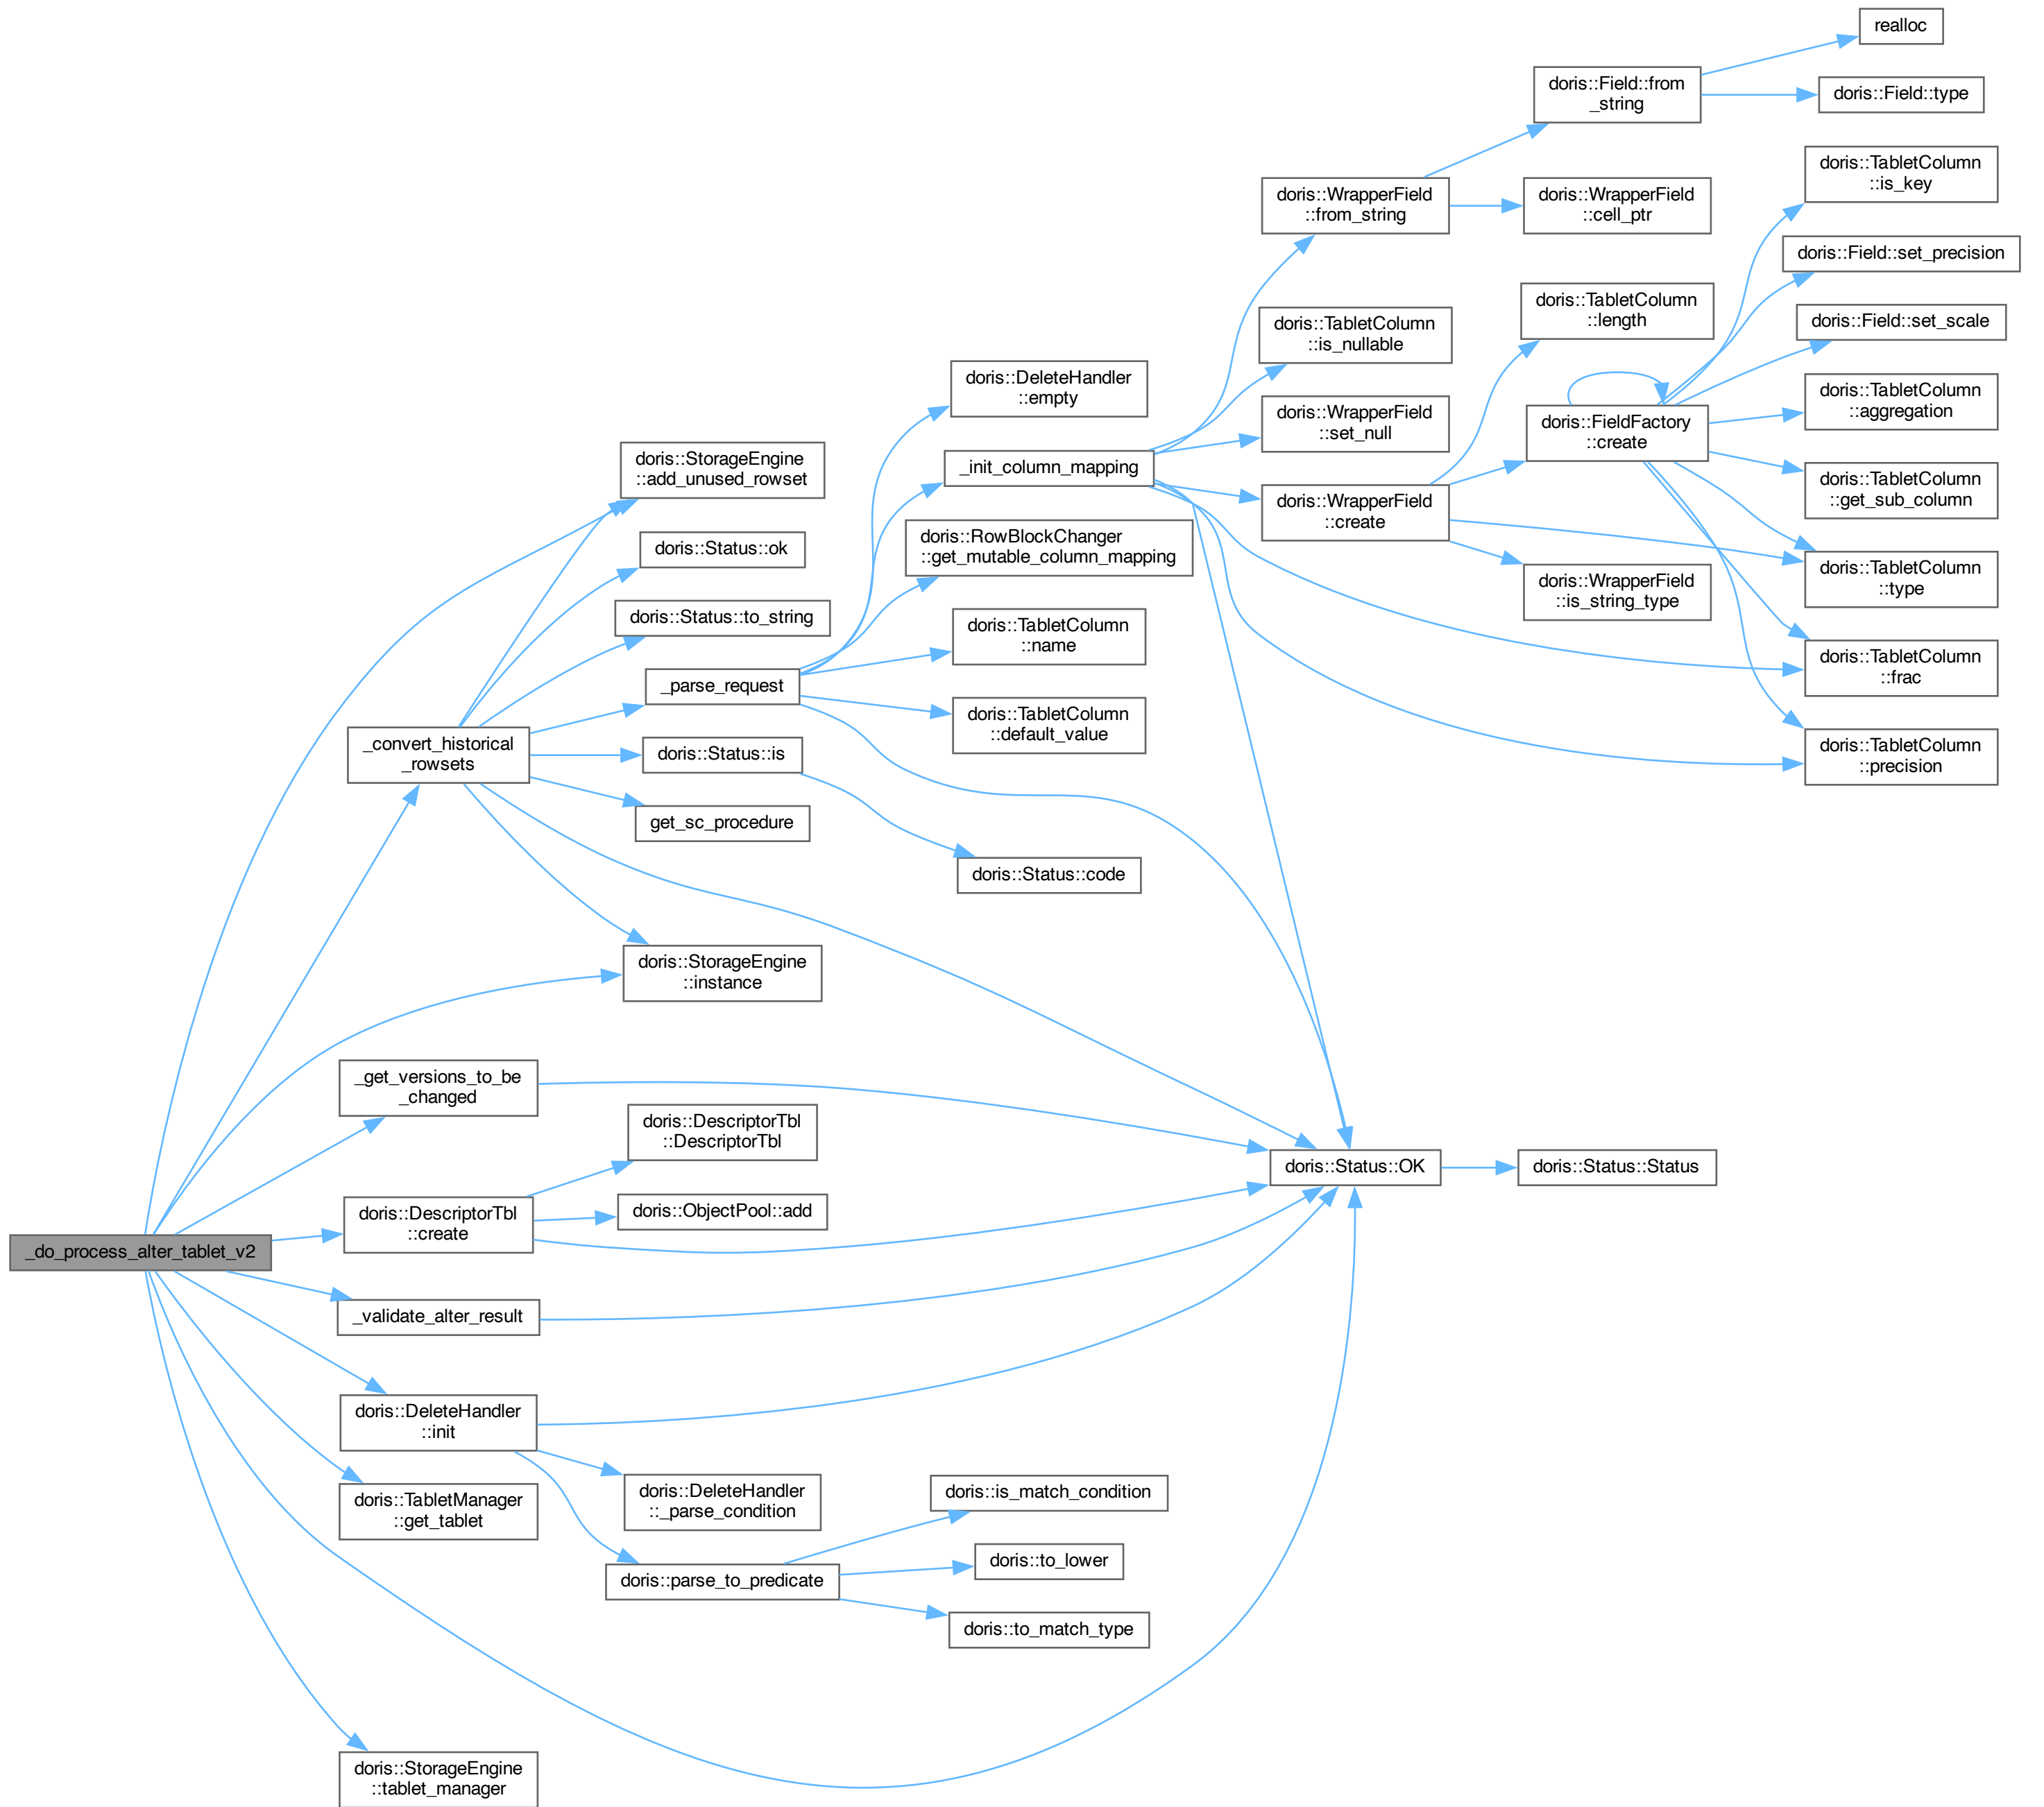 realloc
doris::Field::from
_string
doris::Field::type
doris::TabletColumn
::is_key
doris::WrapperField
::from_string
doris::WrapperField
::cell_ptr
doris::Field::set_precision
doris::TabletColumn
::length
doris::Field::set_scale
doris::TabletColumn
::is_nullable
doris::DeleteHandler
::empty
doris::TabletColumn
::aggregation
doris::WrapperField
::set_null
doris::FieldFactory
::create
doris::StorageEngine
::add_unused_rowset
_init_column_mapping
doris::TabletColumn
::get_sub_column
doris::WrapperField
::create
doris::Status::ok
doris::RowBlockChanger
::get_mutable_column_mapping
doris::TabletColumn
::type
doris::WrapperField
::is_string_type
doris::Status::to_string
doris::TabletColumn
::name
doris::TabletColumn
::frac
_parse_request
doris::TabletColumn
::default_value
_convert_historical
_rowsets
doris::Status::is
doris::TabletColumn
::precision
get_sc_procedure
doris::Status::code
doris::StorageEngine
::instance
_get_versions_to_be
_changed
doris::DescriptorTbl
::DescriptorTbl
doris::Status::OK
doris::Status::Status
doris::DescriptorTbl
::create
doris::ObjectPool::add
_do_process_alter_tablet_v2
_validate_alter_result
doris::DeleteHandler
::init
doris::TabletManager
::get_tablet
doris::DeleteHandler
::_parse_condition
doris::is_match_condition
doris::to_lower
doris::parse_to_predicate
doris::to_match_type
doris::StorageEngine
::tablet_manager